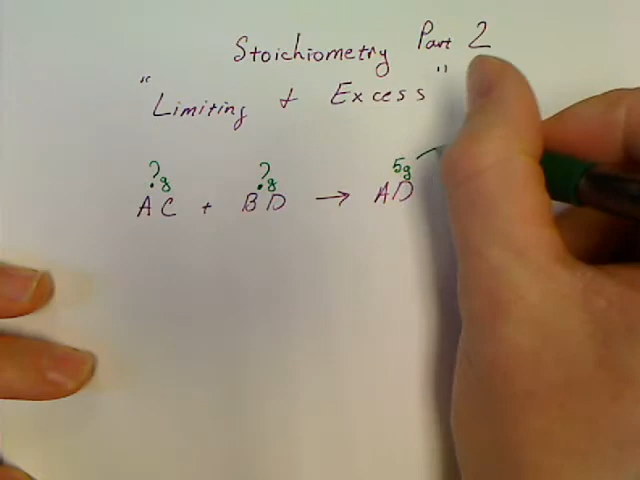 Stoichiometry Part 2
"Limiting + Excess"
?g ?g 5g
AC + BD → AD